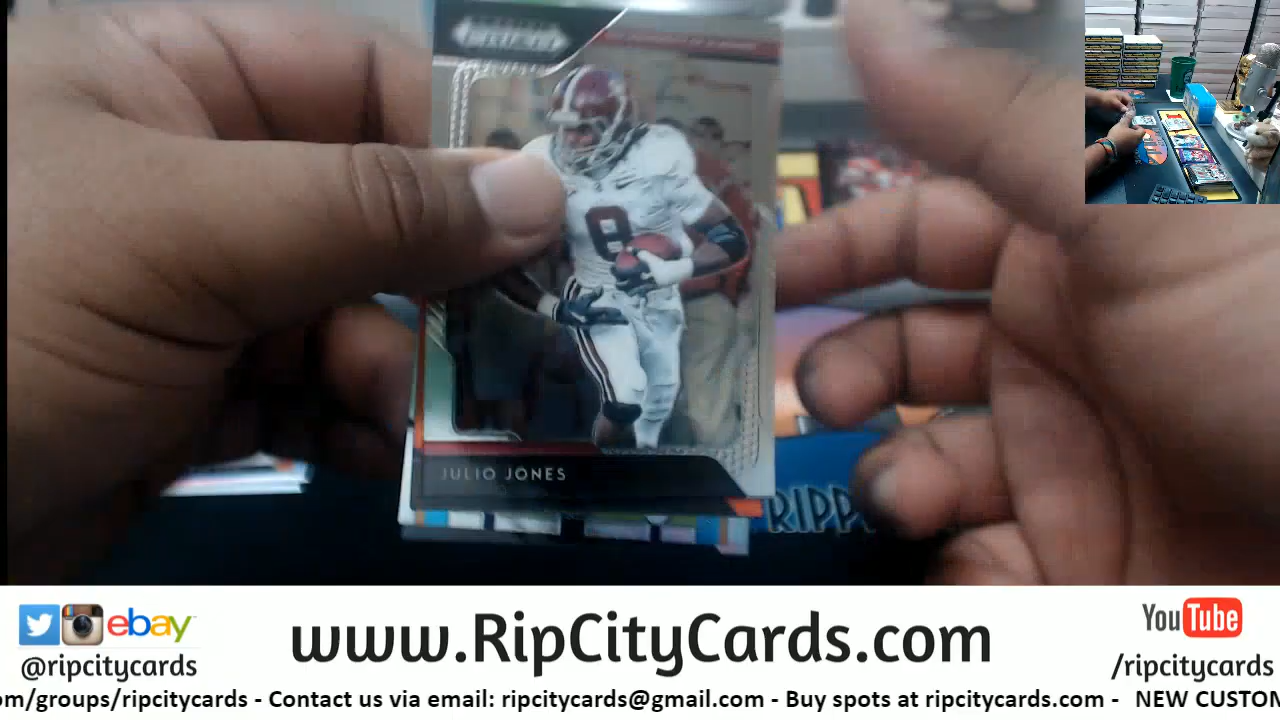 8
JULIO JONES
RIPP
ebay
www.RipCityCards.com
YouTube
@ripcitycards
/ripcitycards
om/groups/ripcitycards - Contact us via email: ripcitycards@gmail.com - Buy spots at ripcitycards.com - NEW CUSTOM